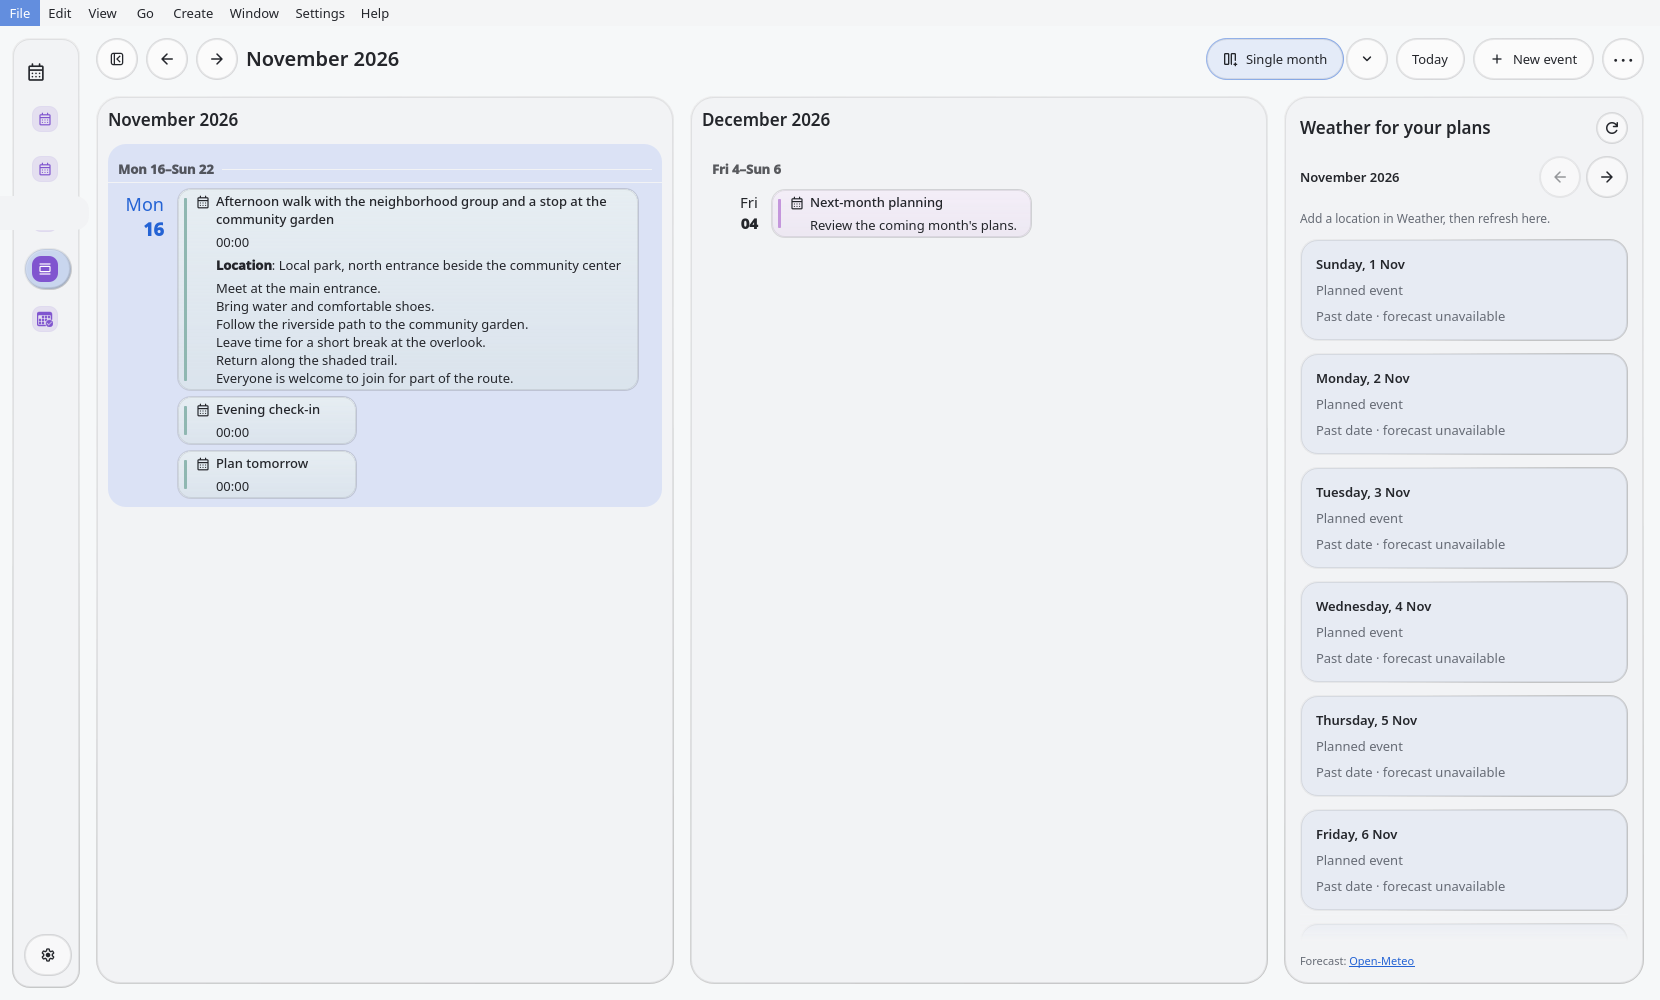 File Edit View Go Create Window Settings Help
November 2026
Single month
Today
New event
November 2026
Mon 16–Sun 22
Mon
16
Afternoon walk with the neighborhood group and a stop at the
community garden
00:00
Location: Local park, north entrance beside the community center
Meet at the main entrance.
Bring water and comfortable shoes.
Follow the riverside path to the community garden.
Leave time for a short break at the overlook.
Return along the shaded trail.
Everyone is welcome to join for part of the route.
Evening check-in
00:00
Plan tomorrow
00:00
December 2026
Fri 4–Sun 6
Fri
04
Next-month planning
Review the coming month's plans.
Weather for your plans
November 2026
Add a location in Weather, then refresh here.
Sunday, 1 Nov
Planned event
Past date · forecast unavailable
Monday, 2 Nov
Planned event
Past date · forecast unavailable
Tuesday, 3 Nov
Planned event
Past date · forecast unavailable
Wednesday, 4 Nov
Planned event
Past date · forecast unavailable
Thursday, 5 Nov
Planned event
Past date · forecast unavailable
Friday, 6 Nov
Planned event
Past date · forecast unavailable
Forecast: Open-Meteo